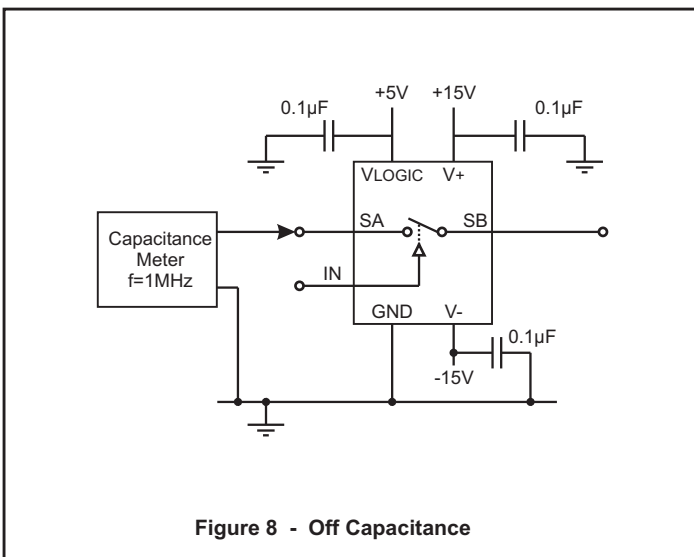 +5V +15V
0.1µF 0.1µF
VLOGIC V+
SA SB
Capacitance
Meter
f=1MHz
IN
GND V-
0.1µF
-15V
Figure 8 - Off Capacitance